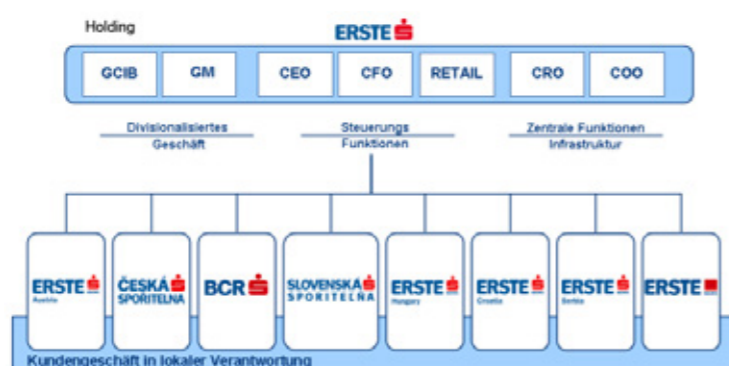 Holding
ERSTE
GCIB GM CEO CFO RETAIL CRO COO
Divisionalisiertes
Geschäft
Steuerungs
Funktionen
Zentrale Funktionen
Infrastruktur
ERSTE
Austria
ČESKÁ
SPOŘITELNA
BCR
SLOVENSKÁ
SPORITEĽŇA
ERSTE
Hungary
ERSTE
Croatia
ERSTE
Serbia
ERSTE
Kundengeschäft in lokaler Verantwortung